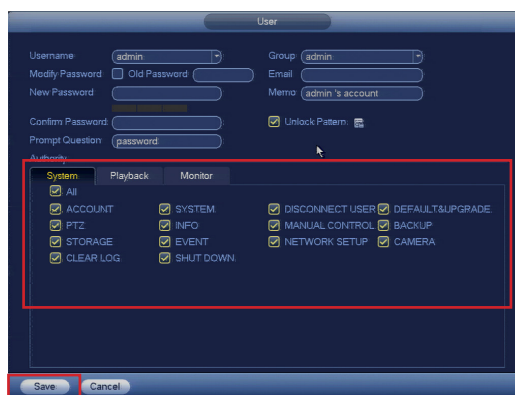 User
Username: admin Group: admin
Modify Password: Old Password: Email
New Password: Memo: admin 's account
Confirm Password: Unlock Pattern:
Prompt Question: password:
Authority
System Playback Monitor
All
ACCOUNT SYSTEM DISCONNECT USER DEFAULT&UPGRADE
PTZ INFO MANUAL CONTROL BACKUP
STORAGE EVENT NETWORK SETUP CAMERA
CLEAR LOG SHUT DOWN
Save Cancel